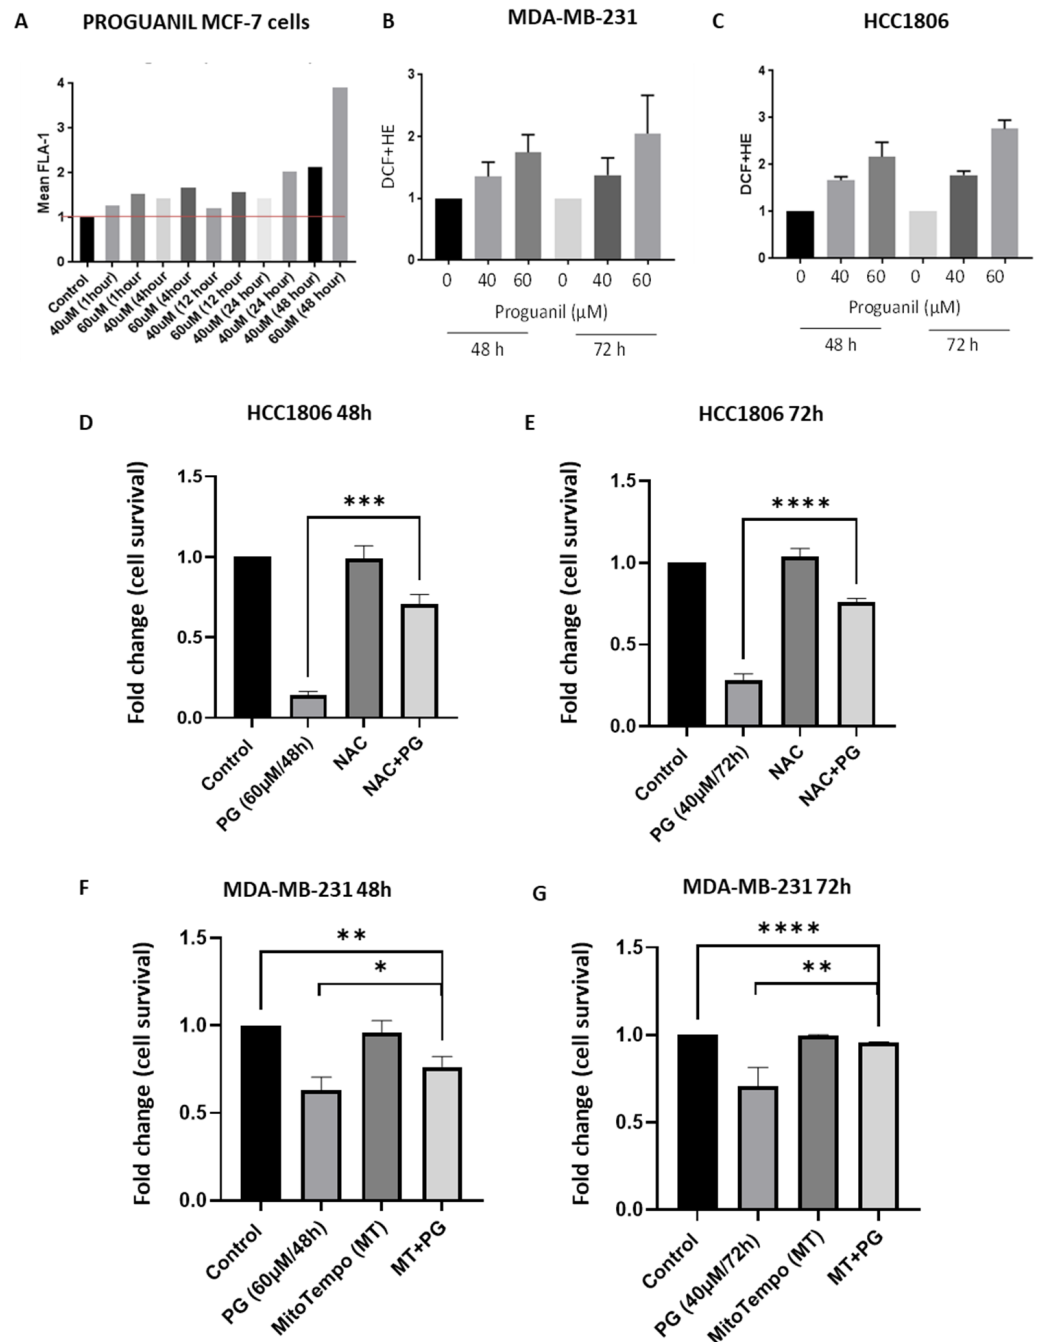 A
PROGUANIL MCF-7 cells
Mean FLA-1
4
3
2
1
0
Control
40uM (1hour)
60uM (1hour
40uM (4hour
60uM (4hour
40uM (12 hour
60uM (12 hour
40uM (24 hour)
40uM (24 hour)
40uM (48 hour)
60uM (48 hour)
B
MDA-MB-231
DCF+HE
3
2
1
0
0 40 60 0 40 60
Proguanil (µM)
48 h 72 h
C
HCC1806
DCF+HE
4
3
2
1
0
0 40 60 0 40 60
Proguanil (µM)
48 h 72 h
D
HCC1806 48h
Fold change (cell survival)
1.5
1.0
0.5
0.0
***
Control
PG (60µM/48h)
NAC
NAC+PG
E
HCC1806 72h
Fold change (cell survival)
1.5
1.0
0.5
0.0
****
Control
PG (40µM/72h)
NAC
NAC+PG
F
MDA-MB-231 48h
Fold change (cell survival)
1.5
1.0
0.5
0.0
**
*
Control
PG (60µM/48h)
MitoTempo (MT)
MT+PG
G
MDA-MB-231 72h
Fold change (cell survival)
1.5
1.0
0.5
0.0
****
**
Control
PG (40µM/72h)
MitoTempo (MT)
MT+PG